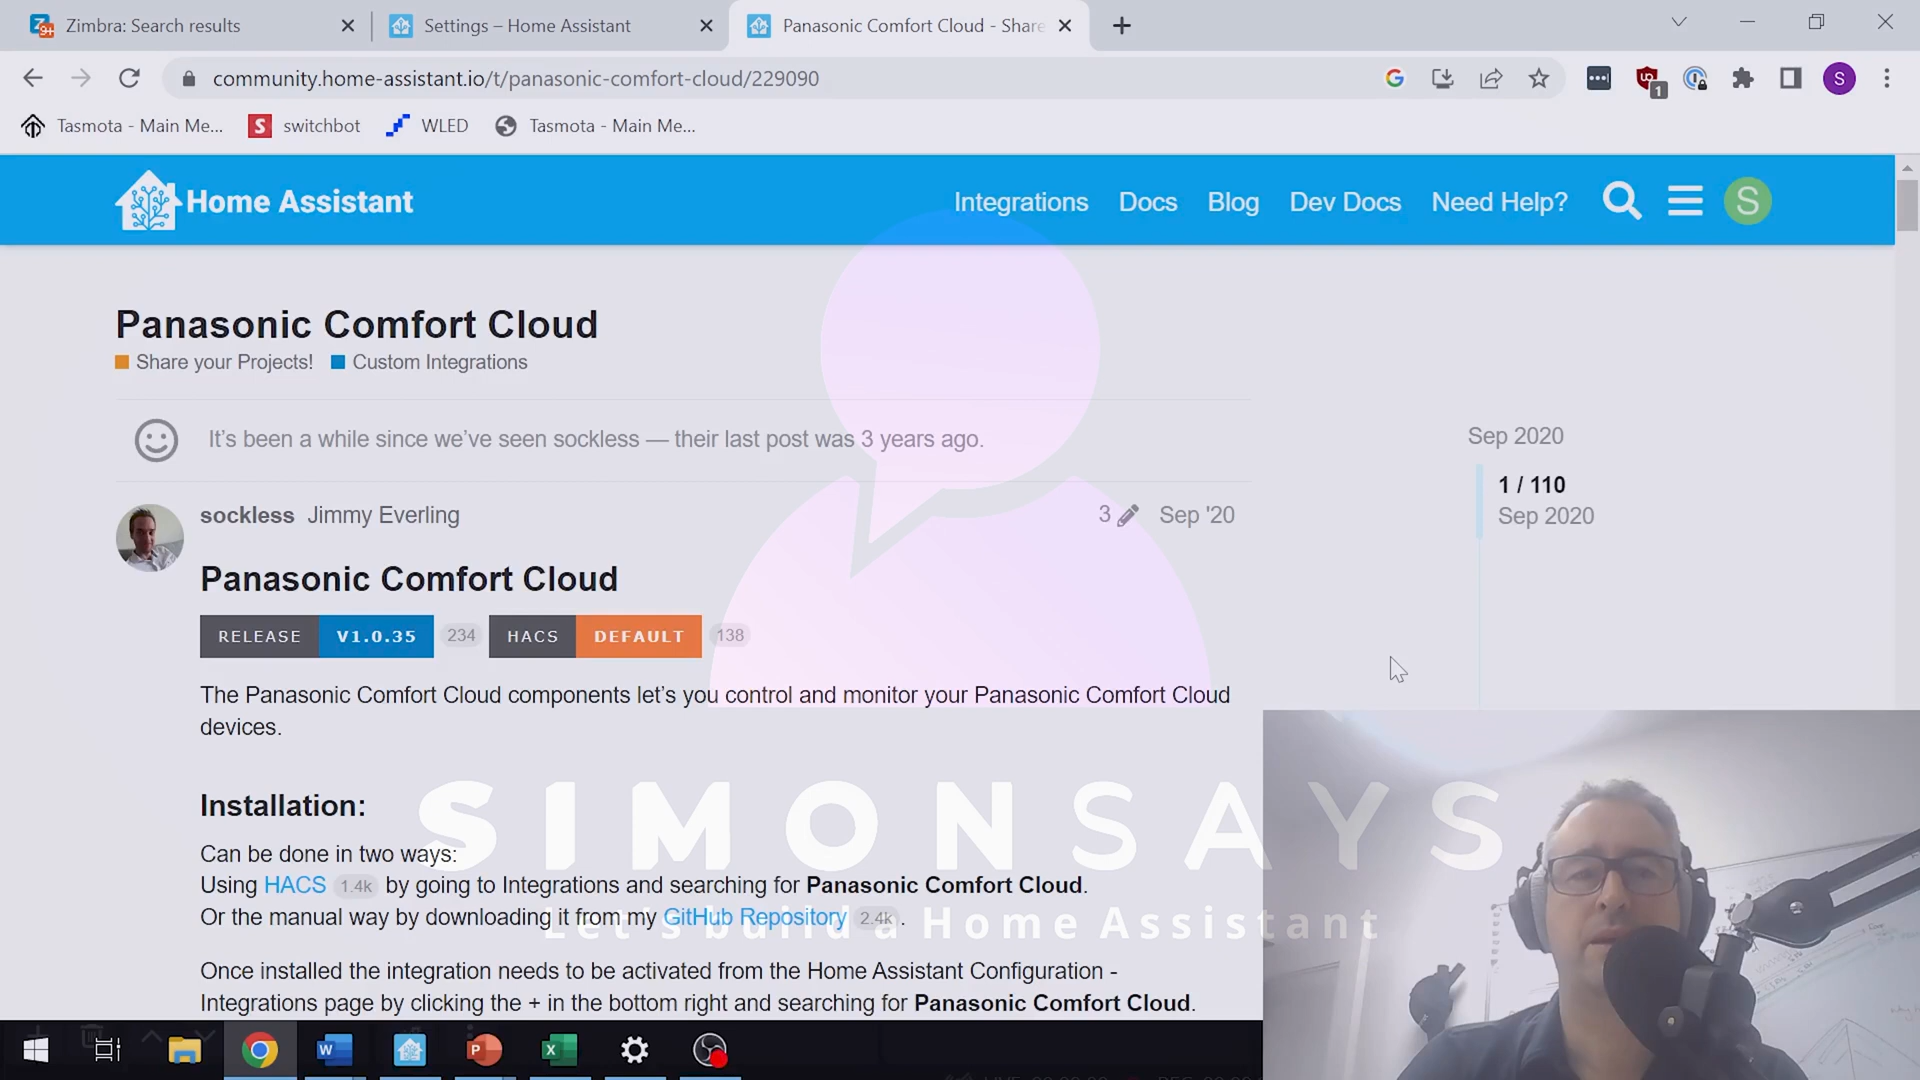 Zimbra: Search results
Settings – Home Assistant
Panasonic Comfort Cloud - Share
community.home-assistant.io/t/panasonic-comfort-cloud/229090
1
S
Tasmota - Main Me...
switchbot
WLED
Tasmota - Main Me...
Home Assistant
Integrations
Docs
Blog
Dev Docs
Need Help?
S
Panasonic Comfort Cloud
Share your Projects!
Custom Integrations
It's been a while since we've seen sockless — their last post was 3 years ago.
Sep 2020
1 / 110
Sep 2020
sockless Jimmy Everling
3
Sep '20
Panasonic Comfort Cloud
RELEASE V1.0.35 234 HACS DEFAULT 138
The Panasonic Comfort Cloud components let's you control and monitor your Panasonic Comfort Cloud
devices.
Installation:
SIMONSAYS
Can be done in two ways:
Using HACS 1.4k by going to Integrations and searching for Panasonic Comfort Cloud.
Or the manual way by downloading it from my GitHub Repository 2.4k .
Let's build a Home Assistant
Once installed the integration needs to be activated from the Home Assistant Configuration -
Integrations page by clicking the + in the bottom right and searching for Panasonic Comfort Cloud.